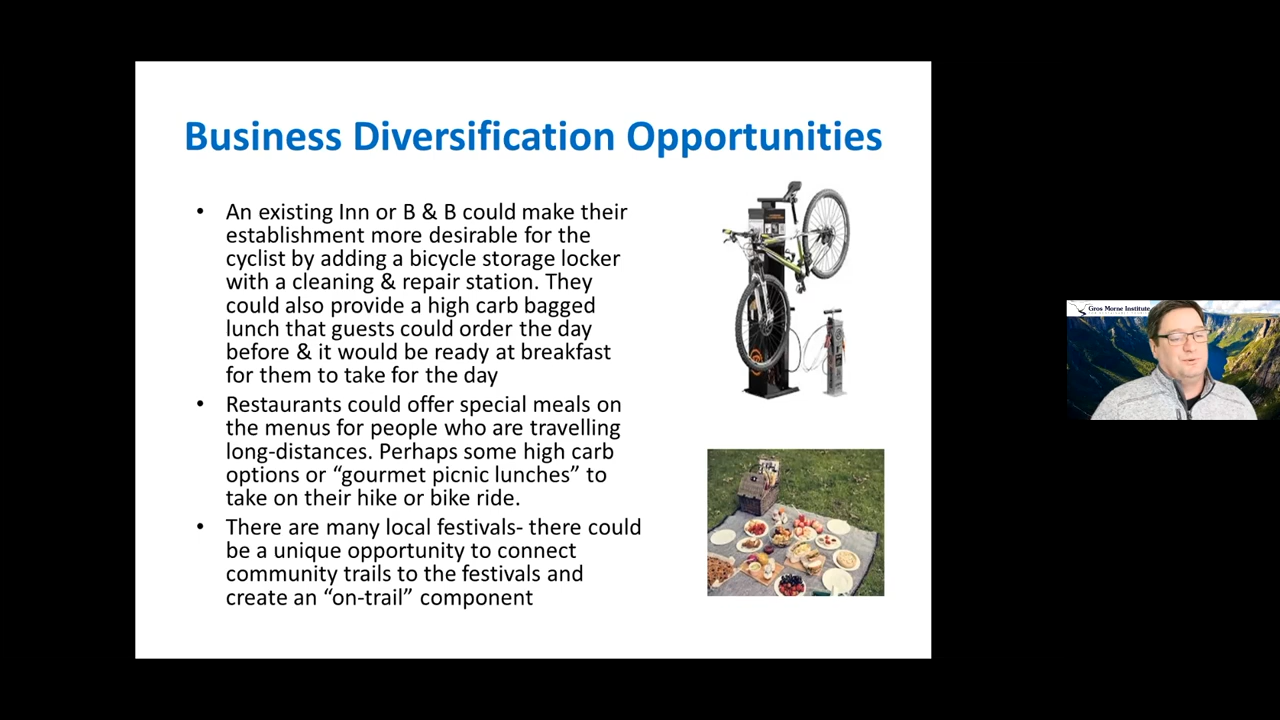 Business Diversification Opportunities
• An existing Inn or B & B could make their
establishment more desirable for the
cyclist by adding a bicycle storage locker
with a cleaning & repair station. They
could also provide a high carb bagged
lunch that guests could order the day
before & it would be ready at breakfast
for them to take for the day
• Restaurants could offer special meals on
the menus for people who are travelling
long-distances. Perhaps some high carb
options or “gourmet picnic lunches” to
take on their hike or bike ride.
• There are many local festivals- there could
be a unique opportunity to connect
community trails to the festivals and
create an “on-trail” component
Gros Morne Institute